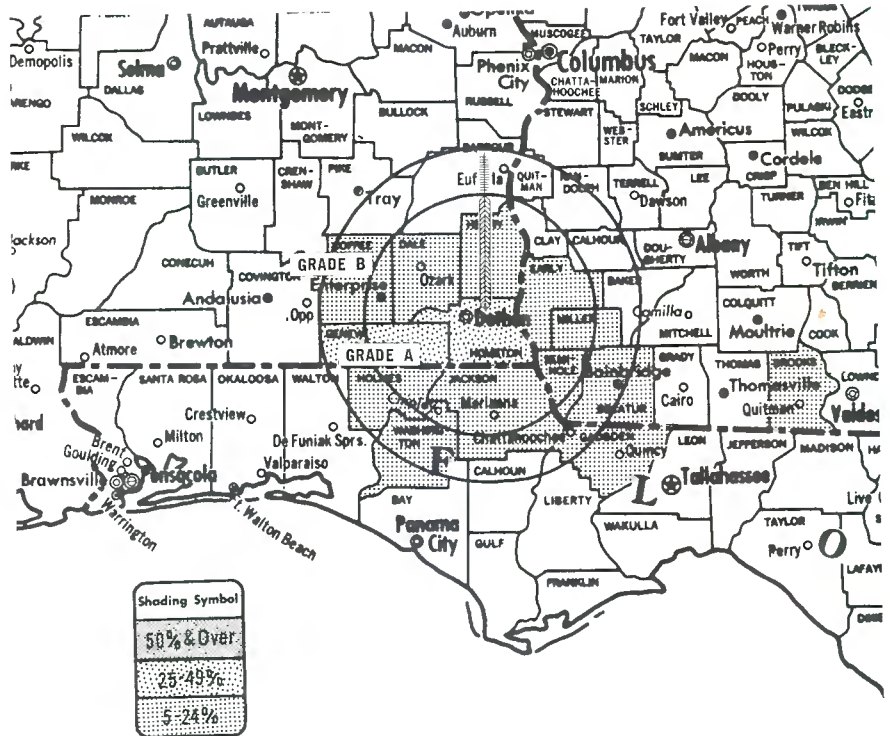 AUTAUGA
Opelika
Auburn
MUSCOGEE
TAYLOR
Fort Valley
PEACH
Warner Robins
Demopolis
Prattville
MACON
Phenix City
Columbus
Perry
BLECK-
LEY
Selma
CHATTA-
HOOCHEE
MARION
MACON
HOUS-
TON
DALLAS
Montgomery
RUSSELL
DOOLY
LOWNDES
BULLOCK
STEWART
SCHLEY
PULASKI
MONT-
GOMERY
WEB-
STER
Americus
WILCOX
WILCOX
BARBOUR
SUMTER
Cordele
BUTLER
CREN-
SHAW
PIKE
QUIT-
MAN
RAN-
DOLPH
TERRELL
LEE
CRISP
Greenville
Troy
Dawson
TURNER
BEN HILL
MONROE
IRWIN
HENRY
CLAY
CALHOUN
DOU-
GHERTY
Albany
TIFT
CONECUH
COVINGTON
COFFEE
DALE
GRADE B
EARLY
WORTH
Tifton
Ozark
BAKER
BERRIEN
Andalusia
Enterprise
Opp
Camilla
COLQUITT
ESCAMBIA
Dothan
MILLER
MITCHELL
Moultrie
COOK
Brewton
GENEVA
Atmore
GRADE A
HOUSTON
GRADY
THOMAS
BROOKS
ESCAM-
BIA
SANTA ROSA
OKALOOSA
WALTON
HOLMES
JACKSON
Bainbridge
Thomasville
Crestview
Chipley
Marianna
DECATUR
Cairo
Quitman
Milton
De Funiak Sprs.
WASHING
TON
Chattahoochee
GADSDEN
LEON
JEFFERSON
MADISON
Brent
Goulding
Valparaiso
F
Quincy
Brownsville
Pensacola
CALHOUN
L
Tallahassee
Warrington
Ft. Walton Beach
BAY
LIBERTY
TAYLOR
Panama City
GULF
WAKULLA
Perry
O
FRANKLIN
Shading Symbol
50% & Over
25-49%
5-24%